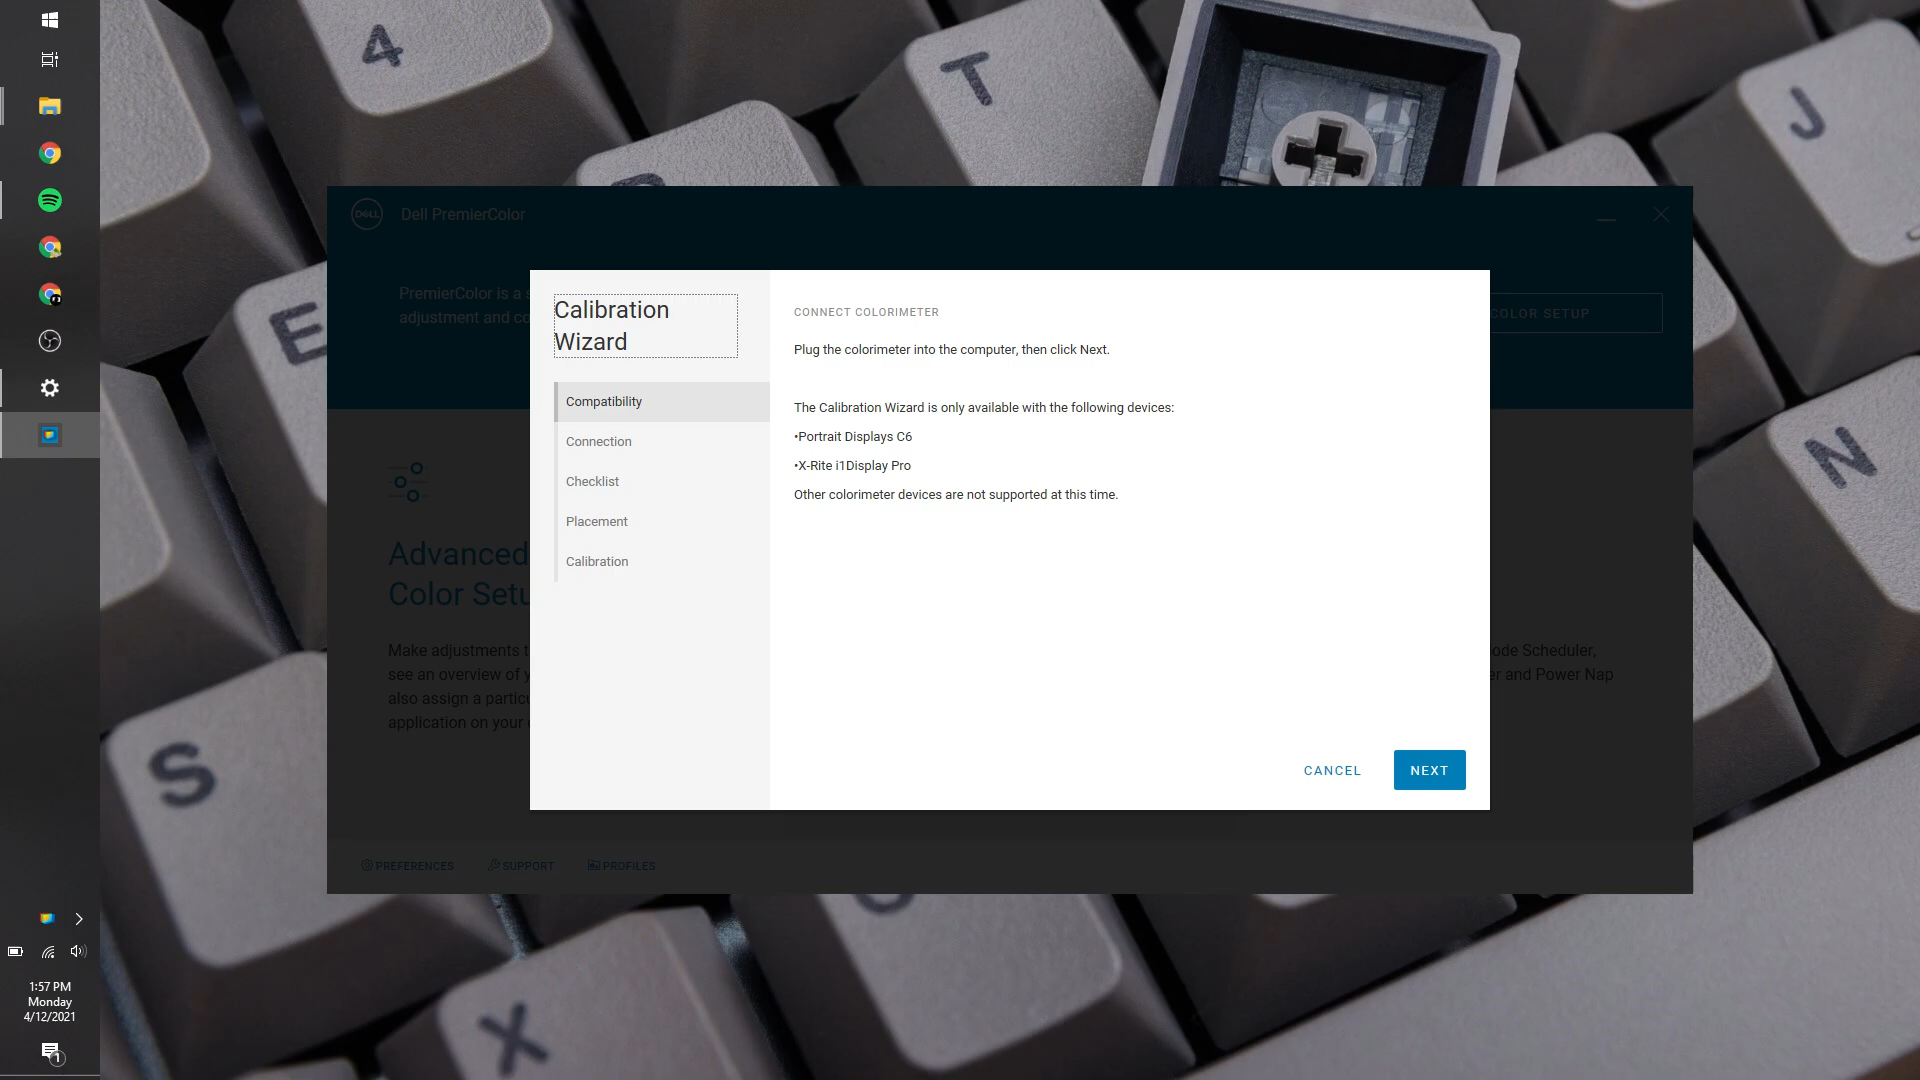 4
T
J
E
N
S
X
DELL
Dell PremierColor
PremierColor is a s
adjustment and co
COLOR SETUP
Calibration
Wizard
Compatibility
Connection
Checklist
Placement
Calibration
CONNECT COLORIMETER
Plug the colorimeter into the computer, then click Next.
The Calibration Wizard is only available with the following devices:
•Portrait Displays C6
•X-Rite i1Display Pro
Other colorimeter devices are not supported at this time.
CANCEL
NEXT
Advanced
Color Setu
Make adjustments t
see an overview of y
also assign a particu
application on your
ode Scheduler,
er and Power Nap
PREFERENCES
SUPPORT
PROFILES
1:57 PM
Monday
4/12/2021
1